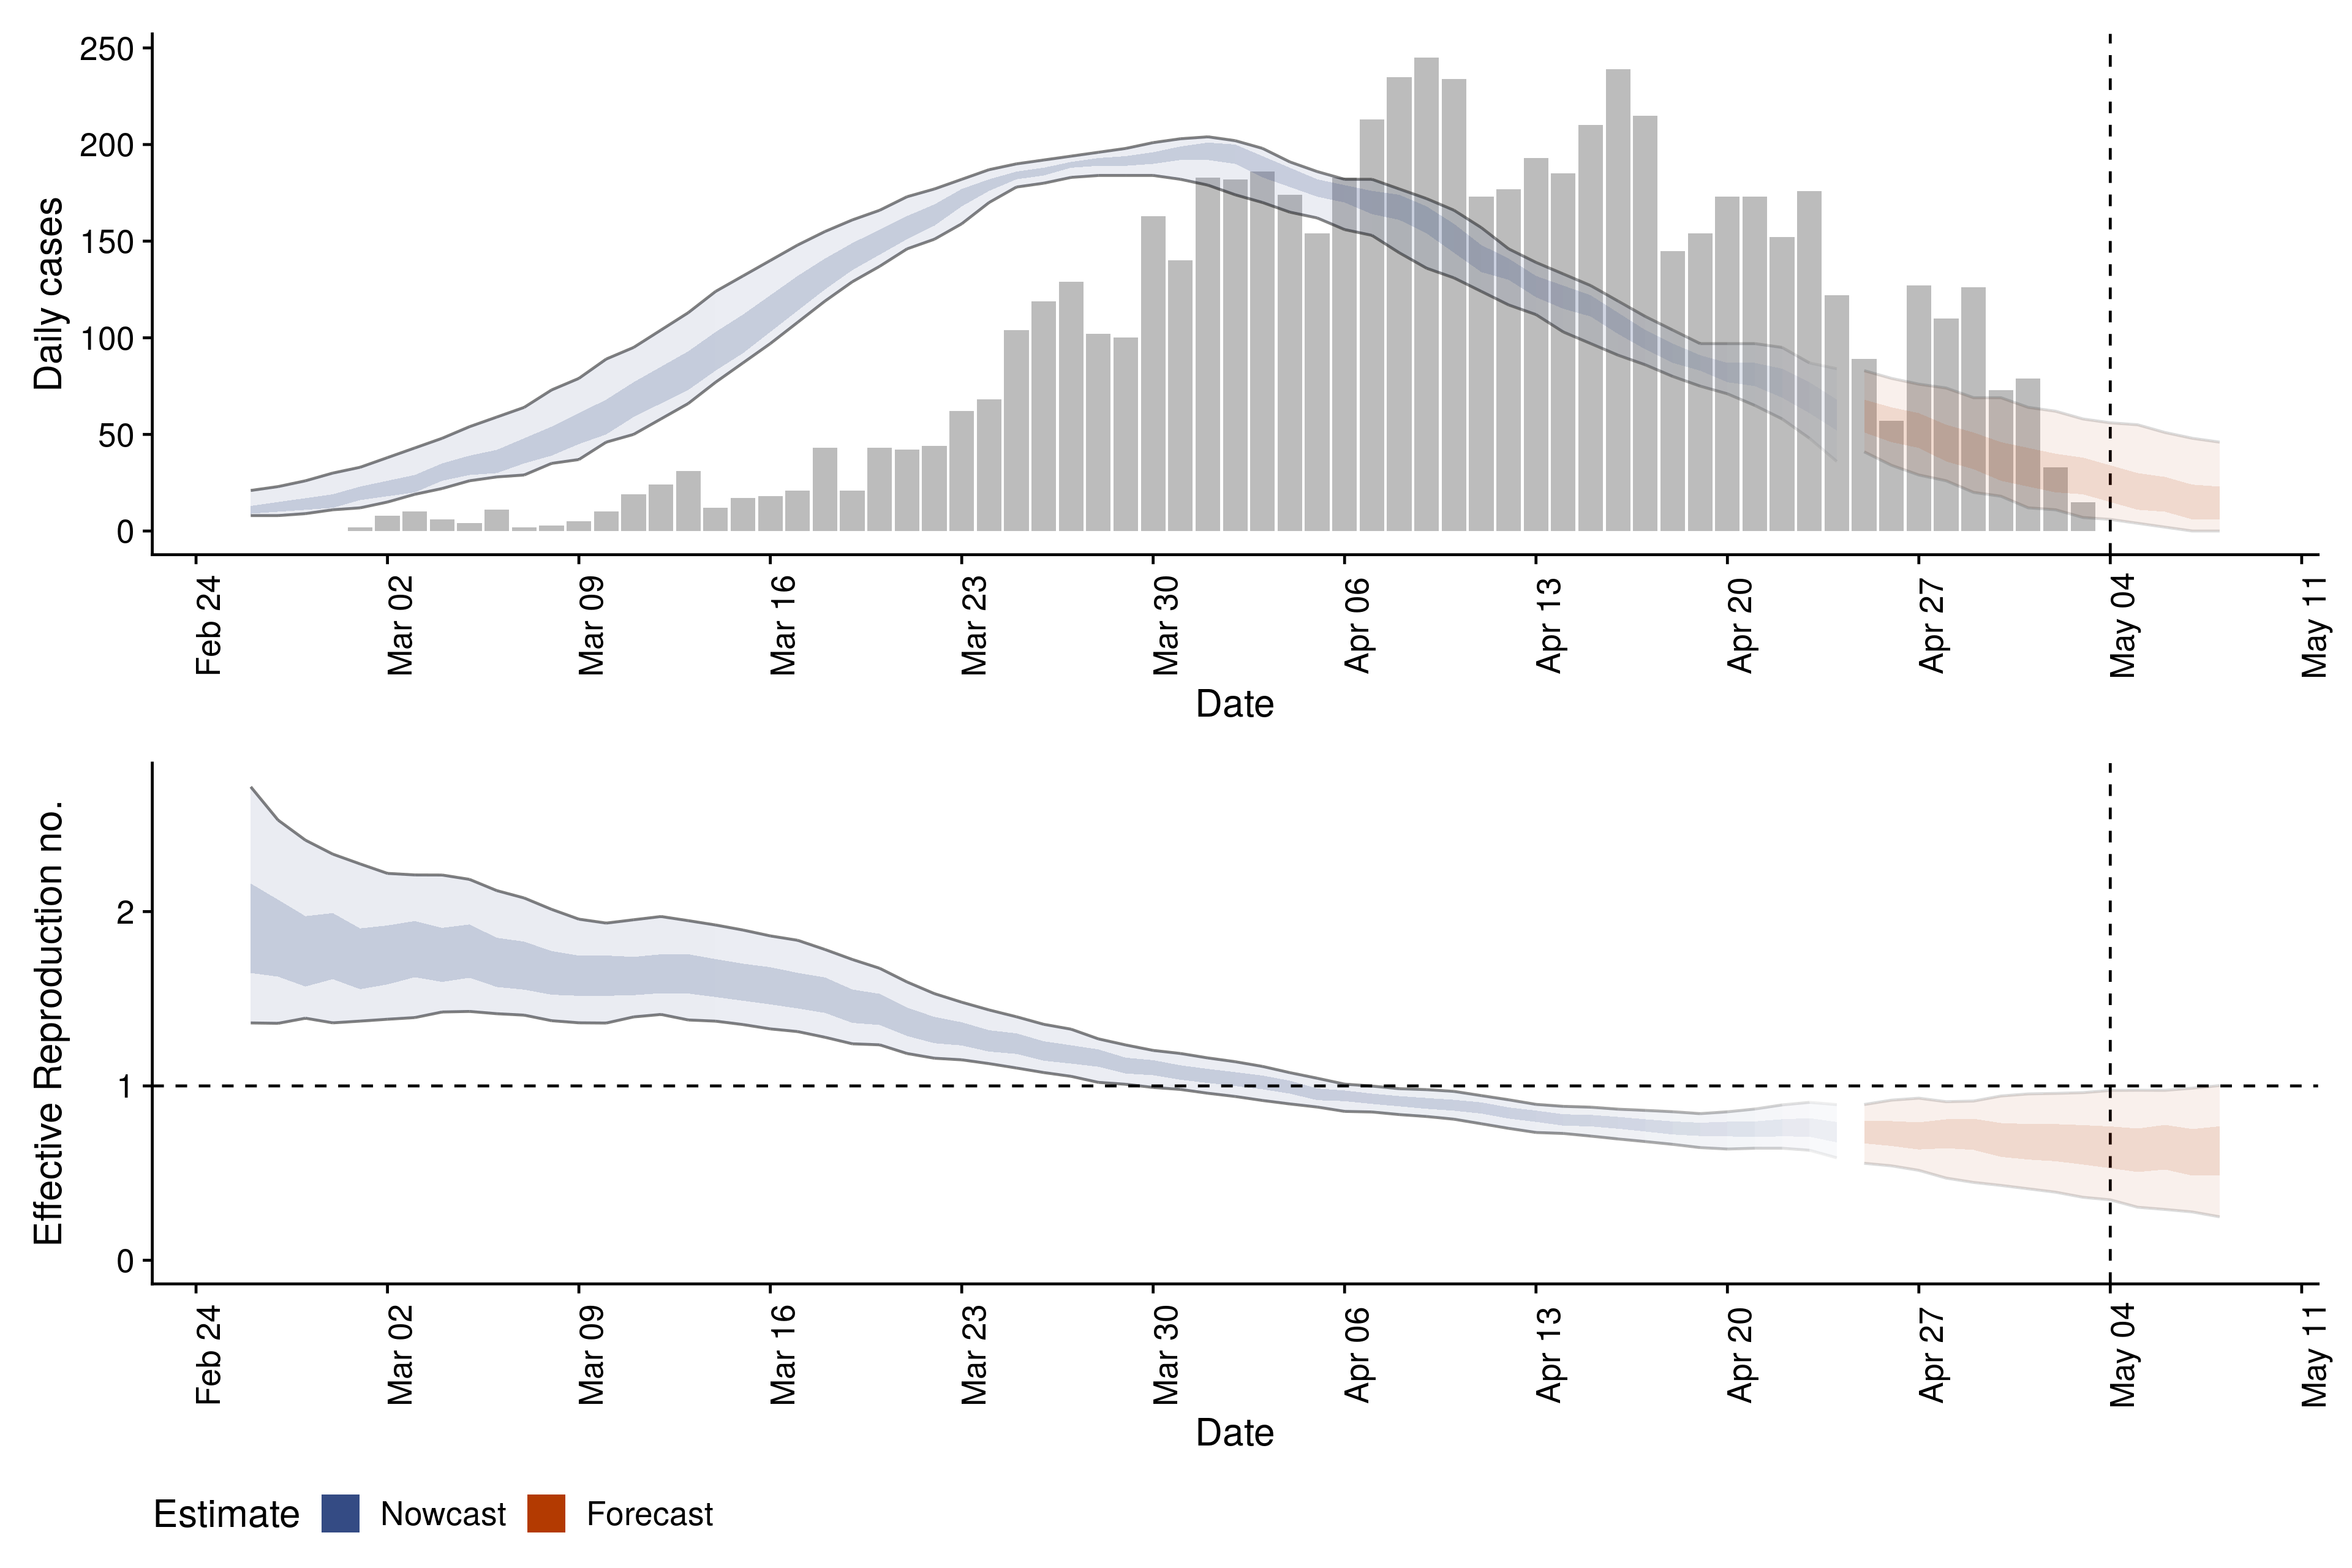 Daily cases
250
200
150
100
50
0
Feb 24 Mar 02 Mar 09 Mar 16 Mar 23 Mar 30 Apr 06 Apr 13 Apr 20 Apr 27 May 04 May 11
Date
Effective Reproduction no.
2
1
0
Feb 24 Mar 02 Mar 09 Mar 16 Mar 23 Mar 30 Apr 06 Apr 13 Apr 20 Apr 27 May 04 May 11
Date
Estimate Nowcast Forecast